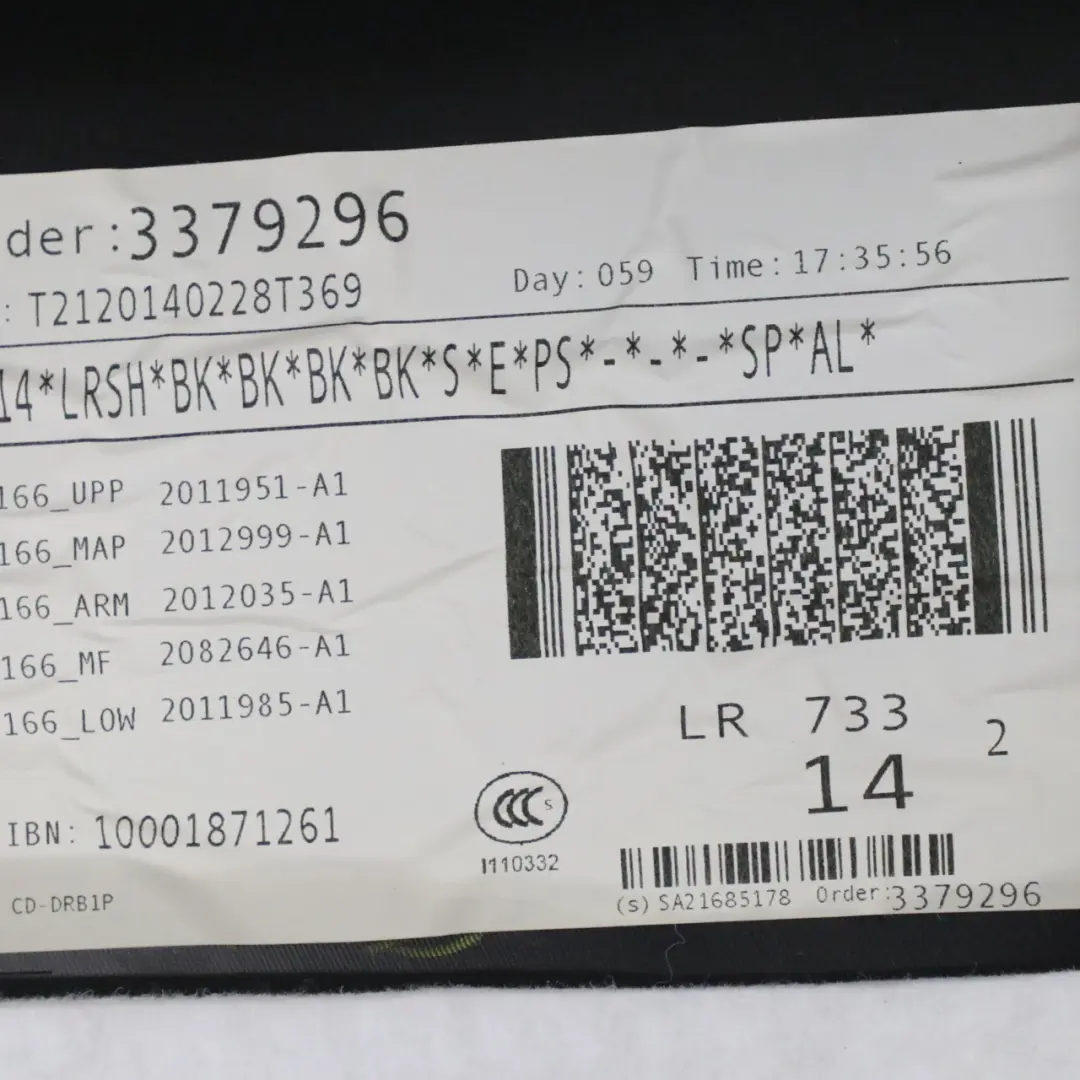 der:3379296
: T2120140228T369
Day: 059 Time: 17:35:56
14*LRSH*BK*BK*BK*BK*S*E*PS*-*-*-*SP*AL*
166_UPP 2011951-A1
166_MAP 2012999-A1
166_ARM 2012035-A1
166_MF 2082646-A1
166_LOW 2011985-A1
LR 733
14 2
IBN: 10001871261
CCC S
I110332
CD-DRB1P
(s) SA21685178 Order:3379296